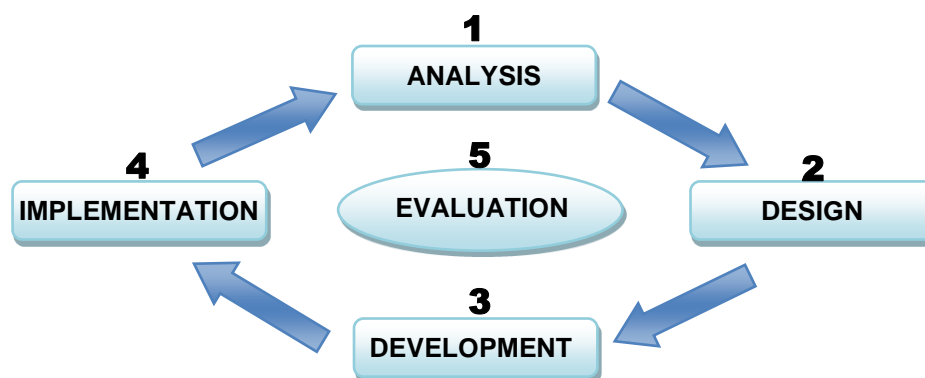 1
ANALYSIS
4
IMPLEMENTATION
5
EVALUATION
2
DESIGN
3
DEVELOPMENT